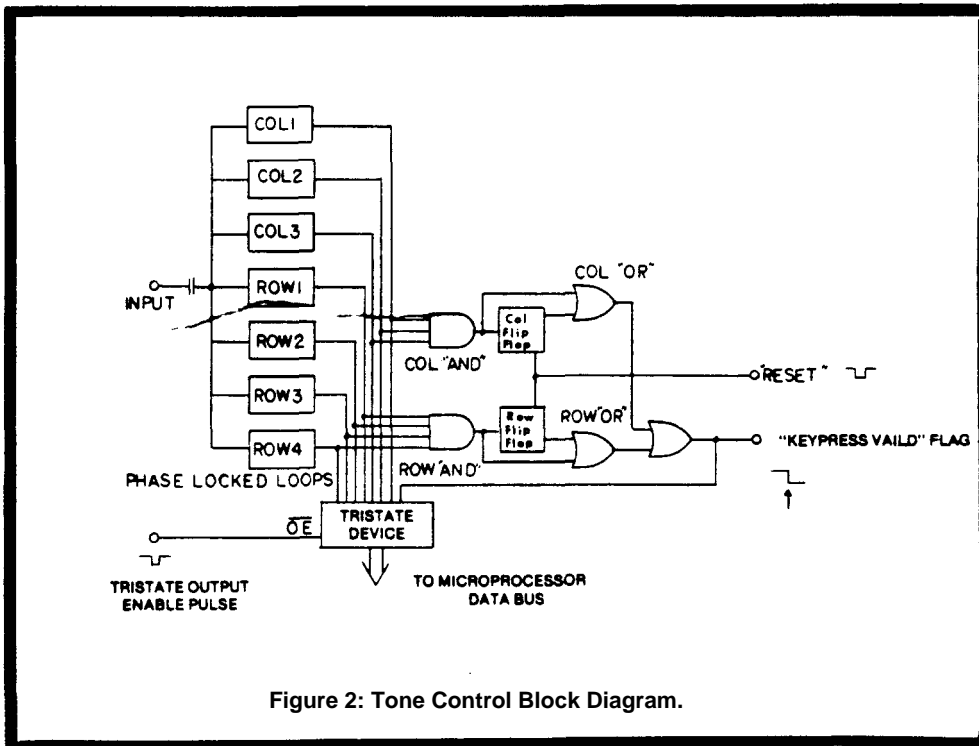 COL1
COL2
COL3
INPUT
ROW1
ROW2
ROW3
ROW4
PHASE LOCKED LOOPS
COL "AND"
ROW "AND"
Col
Flip
Flop
Row
Flip
Flop
COL "OR"
ROW "OR"
"RESET"
"KEYPRESS VAILD" FLAG
OE
TRISTATE
DEVICE
TRISTATE OUTPUT
ENABLE PULSE
TO MICROPROCESSOR
DATA BUS
Figure 2: Tone Control Block Diagram.